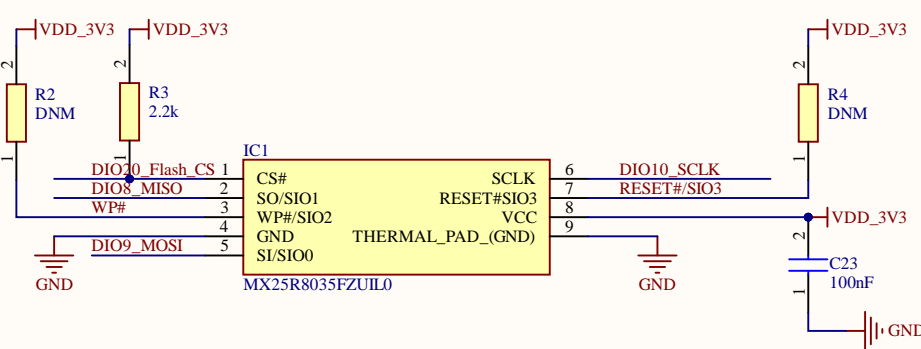 VDD_3V3
VDD_3V3
VDD_3V3
2
2
2
R2
DNM
R3
2.2k
R4
DNM
1
1
1
IC1
DIO20_Flash_CS 1 CS#
DIO8_MISO 2 SO/SIO1
WP# 3 WP#/SIO2
4 GND
DIO9_MOSI 5 SI/SIO0
SCLK 6 DIO10_SCLK
RESET#SIO3 7 RESET#/SIO3
VCC 8 VDD_3V3
THERMAL_PAD_(GND) 9
MX25R8035FZUIL0
GND
GND
2
C23
100nF
1
GND